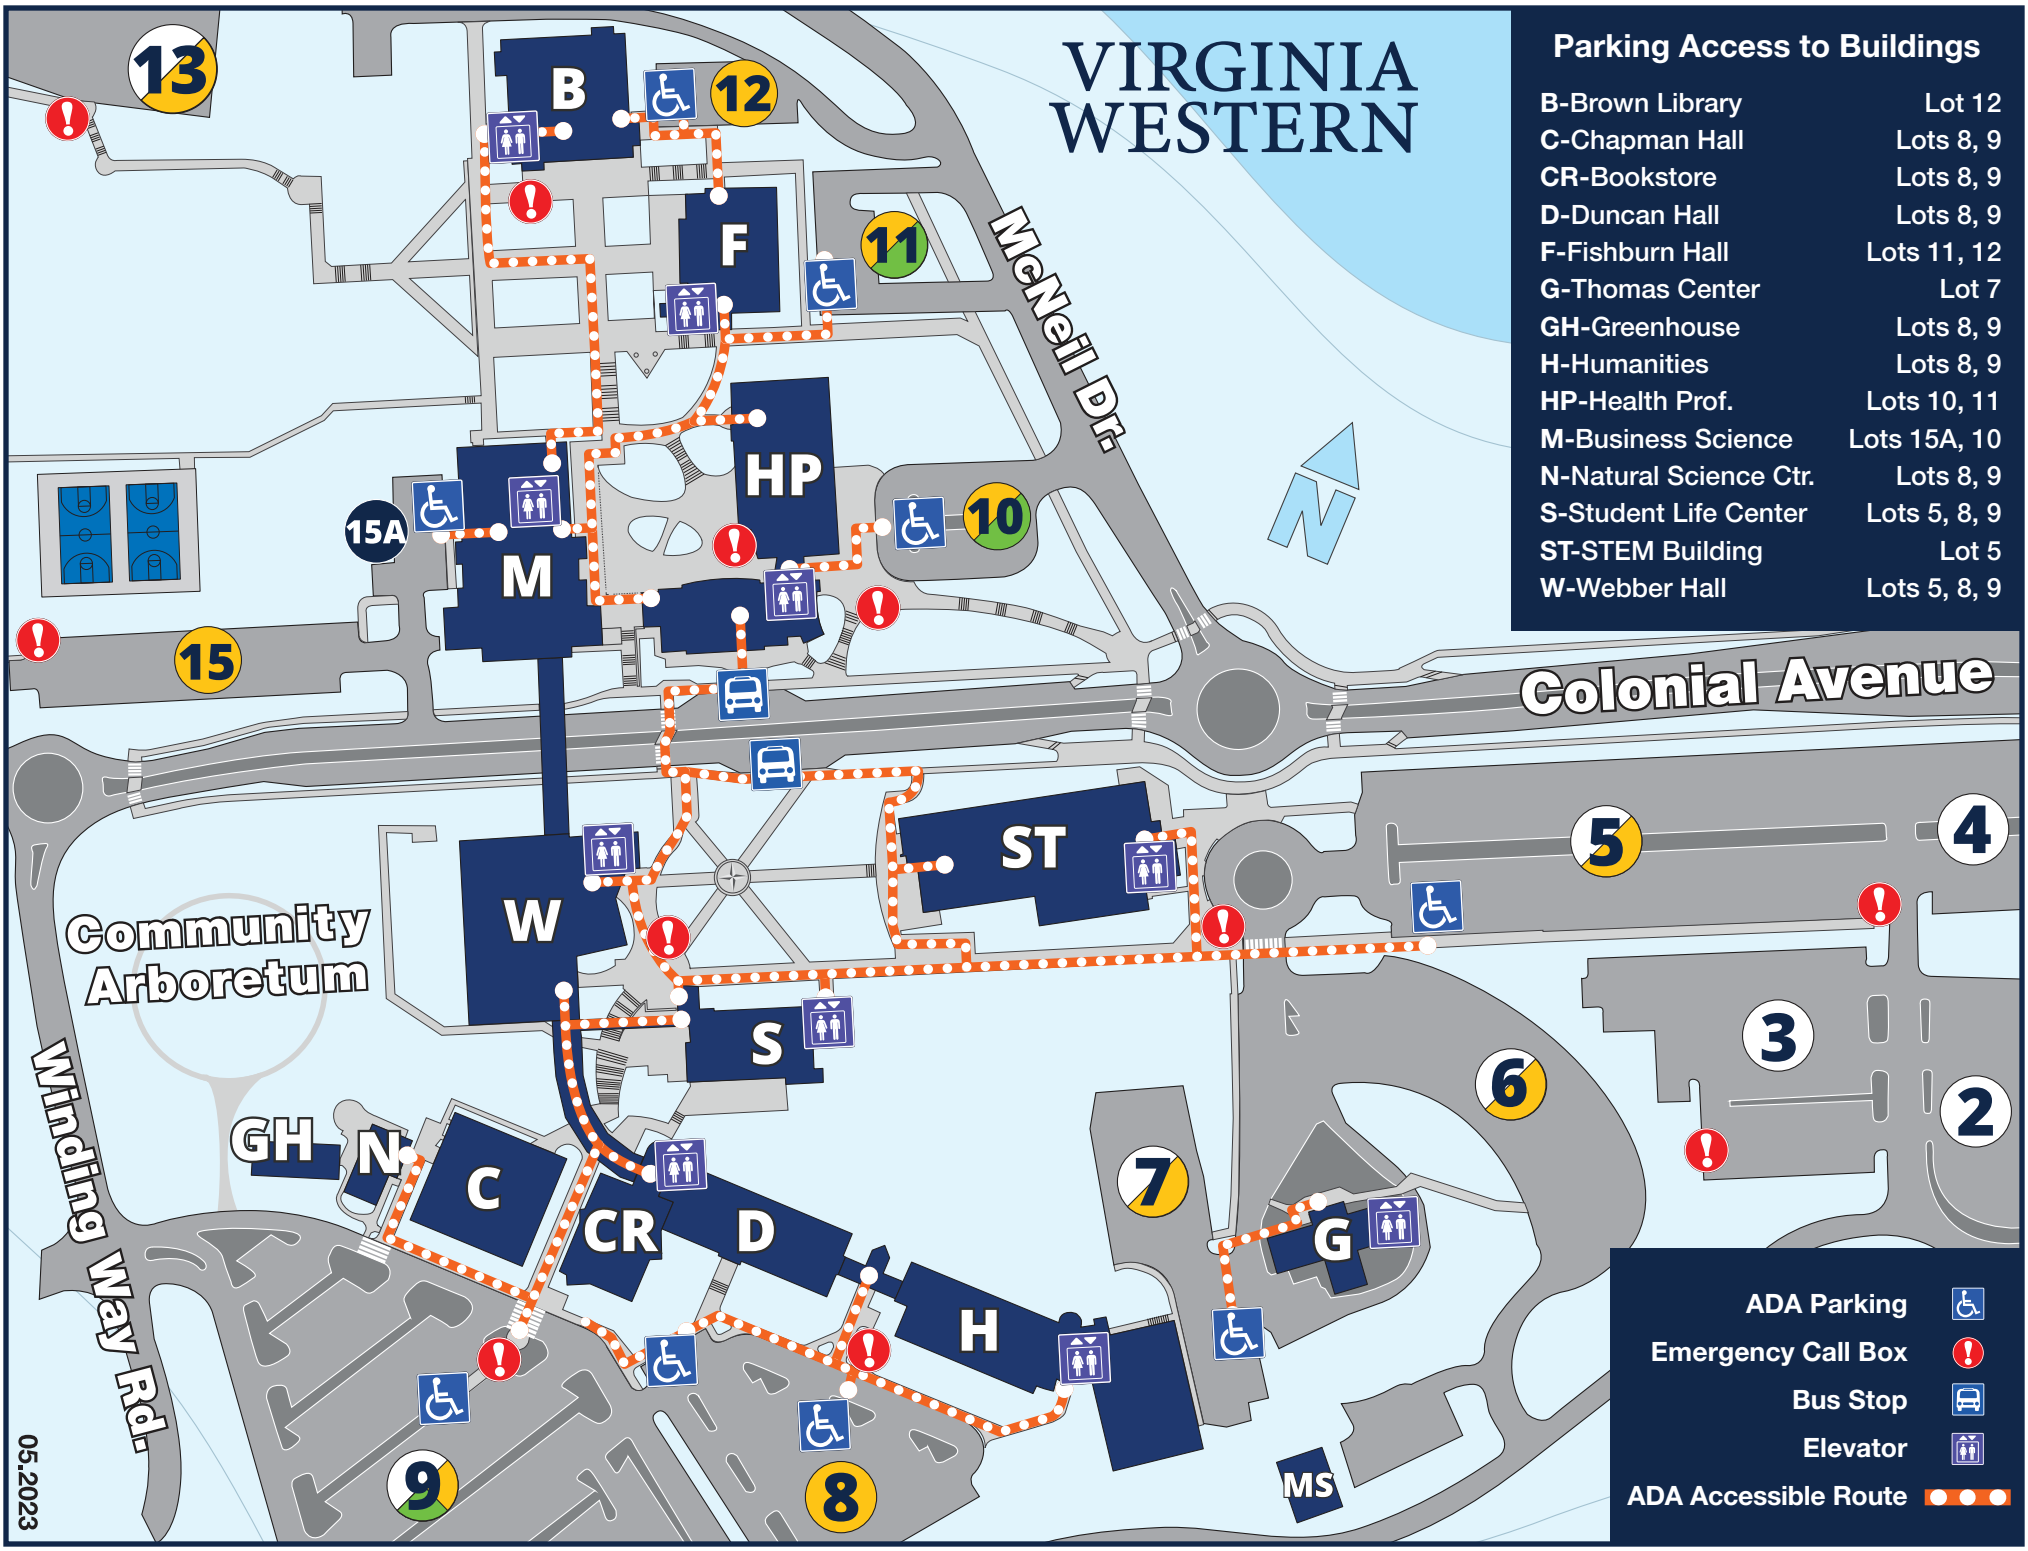 13
B
12
VIRGINIA
WESTERN
Parking Access to Buildings
B-Brown Library Lot 12
C-Chapman Hall Lots 8, 9
CR-Bookstore Lots 8, 9
D-Duncan Hall Lots 8, 9
F-Fishburn Hall Lots 11, 12
G-Thomas Center Lot 7
GH-Greenhouse Lots 8, 9
H-Humanities Lots 8, 9
HP-Health Prof. Lots 10, 11
M-Business Science Lots 15A, 10
N-Natural Science Ctr. Lots 8, 9
S-Student Life Center Lots 5, 8, 9
ST-STEM Building Lot 5
W-Webber Hall Lots 5, 8, 9
F
11
McNeil Dr.
HP
N
10
15A
M
15
Colonial Avenue
ST
5
4
W
Community
Arboretum
S
3
6
2
Winding Way Rd.
GH
N
C
7
CR
D
G
H
ADA Parking
Emergency Call Box
Bus Stop
Elevator
ADA Accessible Route
9
8
MS
05.2023